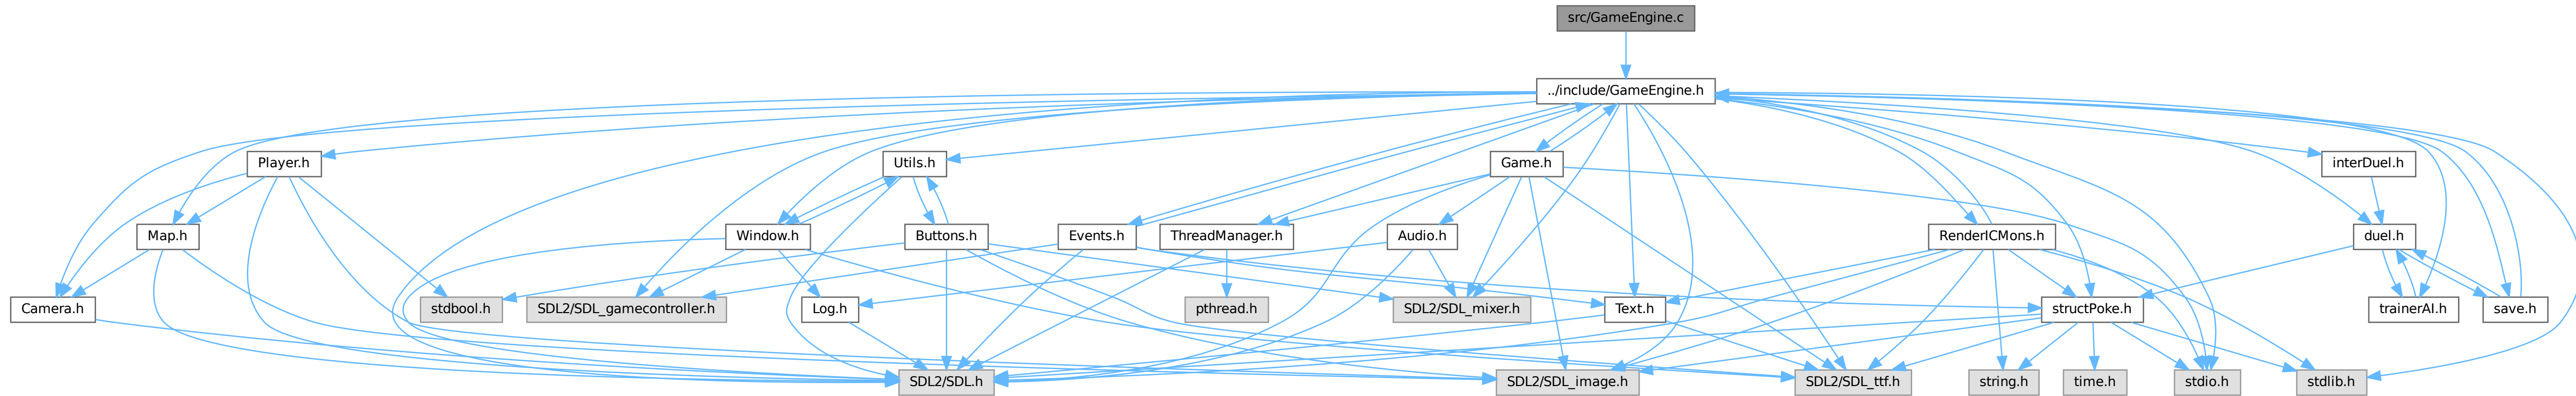 src/GameEngine.c
../include/GameEngine.h
Player.h
Utils.h
Game.h
interDuel.h
Map.h
Window.h
Buttons.h
Events.h
ThreadManager.h
Audio.h
RenderICMons.h
duel.h
Camera.h
stdbool.h
SDL2/SDL_gamecontroller.h
Log.h
pthread.h
SDL2/SDL_mixer.h
Text.h
structPoke.h
trainerAI.h
save.h
SDL2/SDL.h
SDL2/SDL_image.h
SDL2/SDL_ttf.h
string.h
time.h
stdio.h
stdlib.h